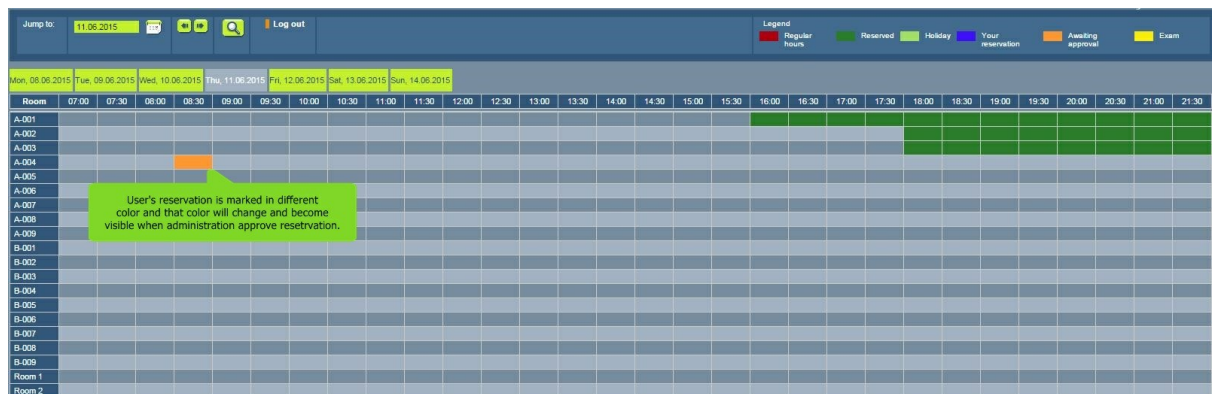 Jump to: 11.06.2015 Log out
Legend
Regular hours Reserved Holiday Your reservation Awaiting approval Exam
Mon, 08.06.2015 Tue, 09.06.2015 Wed, 10.06.2015 Thu, 11.06.2015 Fri, 12.06.2015 Sat, 13.06.2015 Sun, 14.06.2015
Room 07:00 07:30 08:00 08:30 09:00 09:30 10:00 10:30 11:00 11:30 12:00 12:30 13:00 13:30 14:00 14:30 15:00 15:30 16:00 16:30 17:00 17:30 18:00 18:30 19:00 19:30 20:00 20:30 21:00 21:30
A-001
A-002
A-003
A-004
A-005
A-006
A-007
A-008
A-009
User's reservation is marked in different
color and that color will change and become
visible when administration approve resetrvation.
B-001
B-002
B-003
B-004
B-005
B-006
B-007
B-008
B-009
Room 1
Room 2